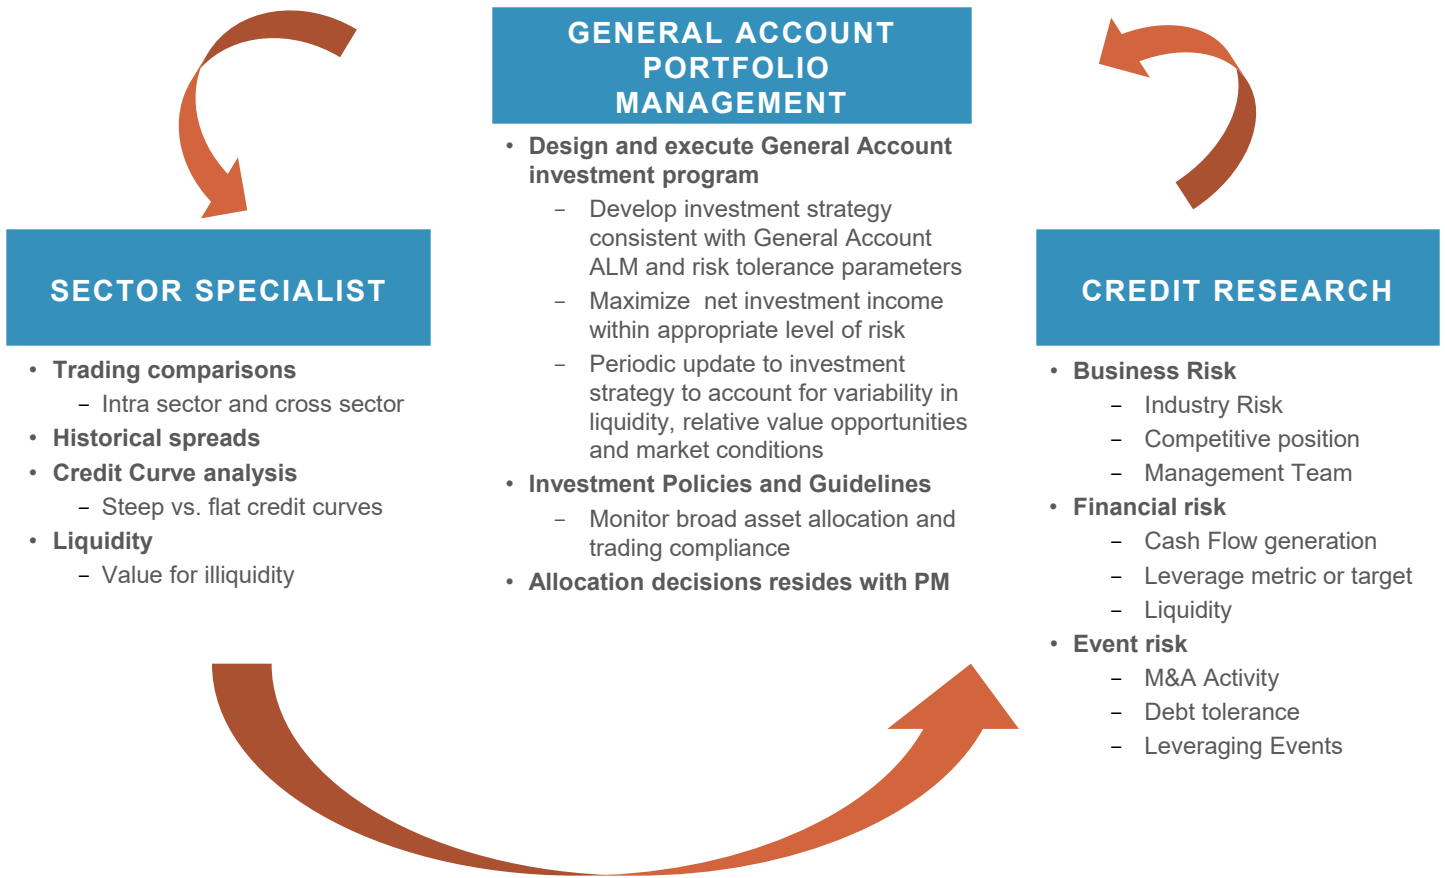 GENERAL ACCOUNT
PORTFOLIO
MANAGEMENT
• Design and execute General Account
investment program
– Develop investment strategy
consistent with General Account
ALM and risk tolerance parameters
– Maximize  net investment income
within appropriate level of risk
– Periodic update to investment
strategy to account for variability in
liquidity, relative value opportunities
and market conditions
• Investment Policies and Guidelines
– Monitor broad asset allocation and
trading compliance
• Allocation decisions resides with PM
SECTOR SPECIALIST
• Trading comparisons
– Intra sector and cross sector
• Historical spreads
• Credit Curve analysis
– Steep vs. flat credit curves
• Liquidity
– Value for illiquidity
CREDIT RESEARCH
• Business Risk
– Industry Risk
– Competitive position
– Management Team
• Financial risk
– Cash Flow generation
– Leverage metric or target
– Liquidity
• Event risk
– M&A Activity
– Debt tolerance
– Leveraging Events